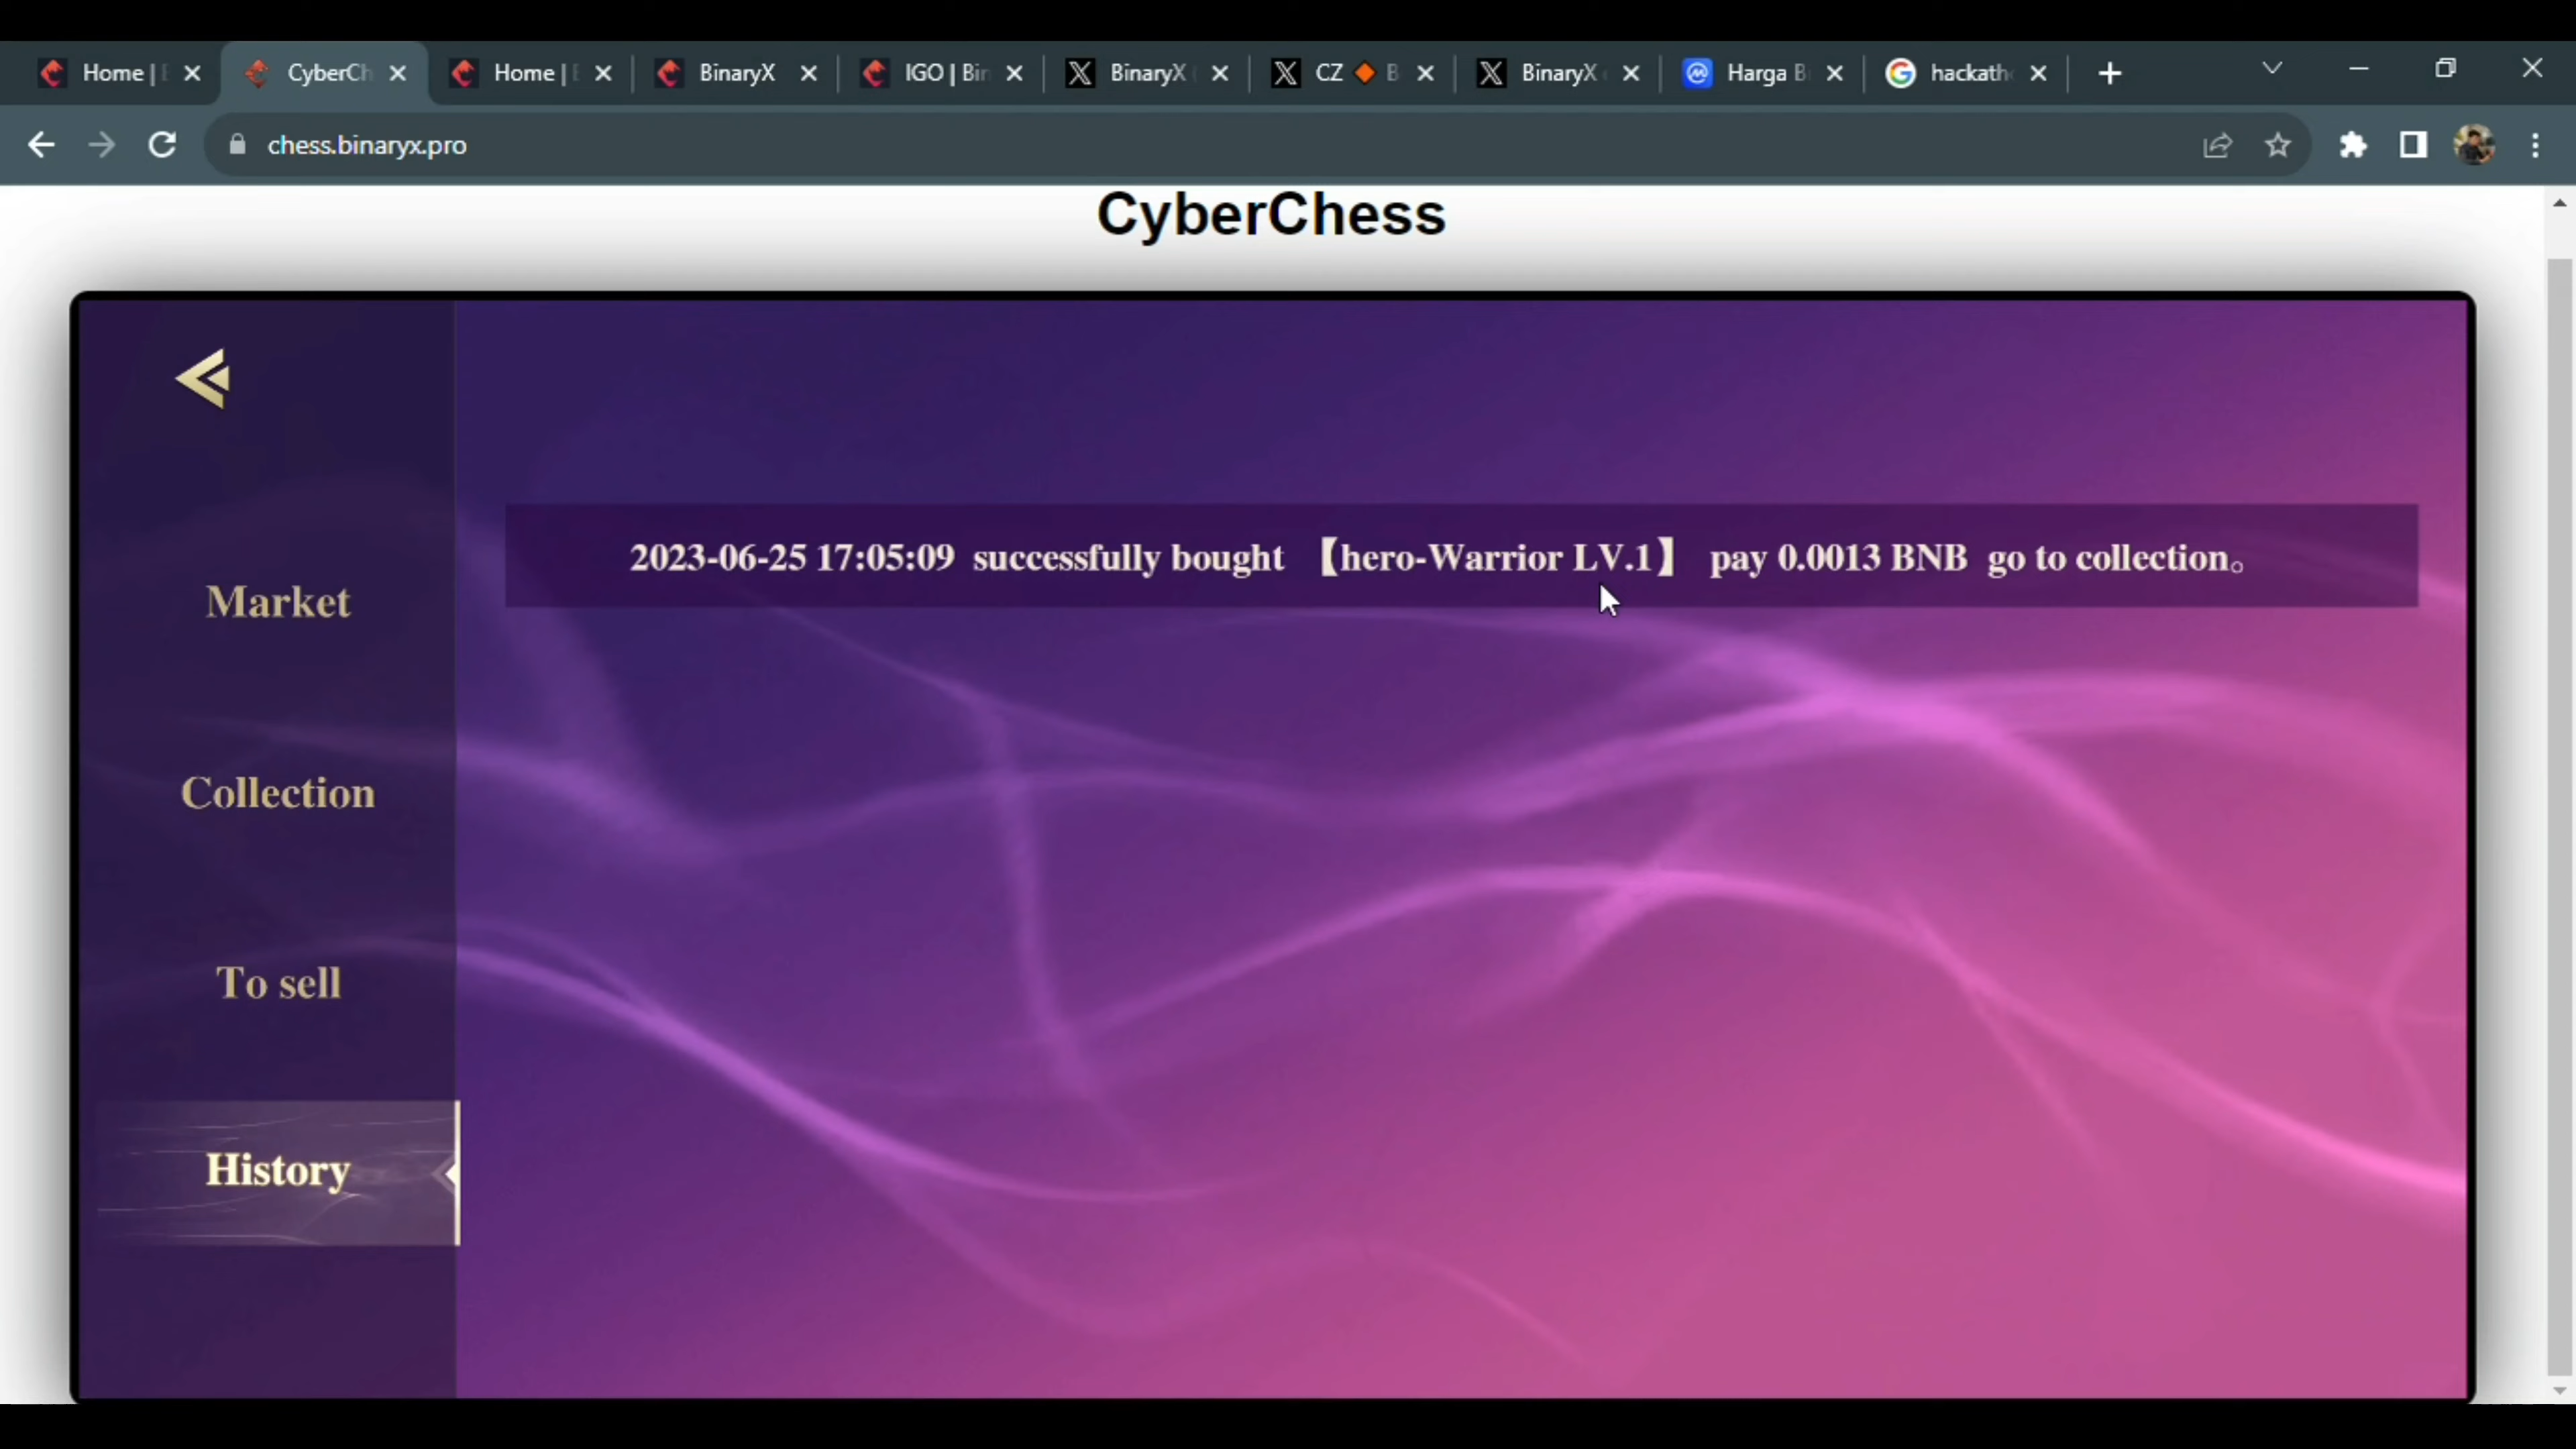 Home |
CyberCh
Home |
BinaryX
IGO | Bin
BinaryX
CZ 🔶 B
BinaryX
Harga B
hackath
chess.binaryx.pro
CyberChess
2023-06-25 17:05:09 successfully bought 【hero-Warrior LV.1】 pay 0.0013 BNB go to collection。
Market
Collection
To sell
History